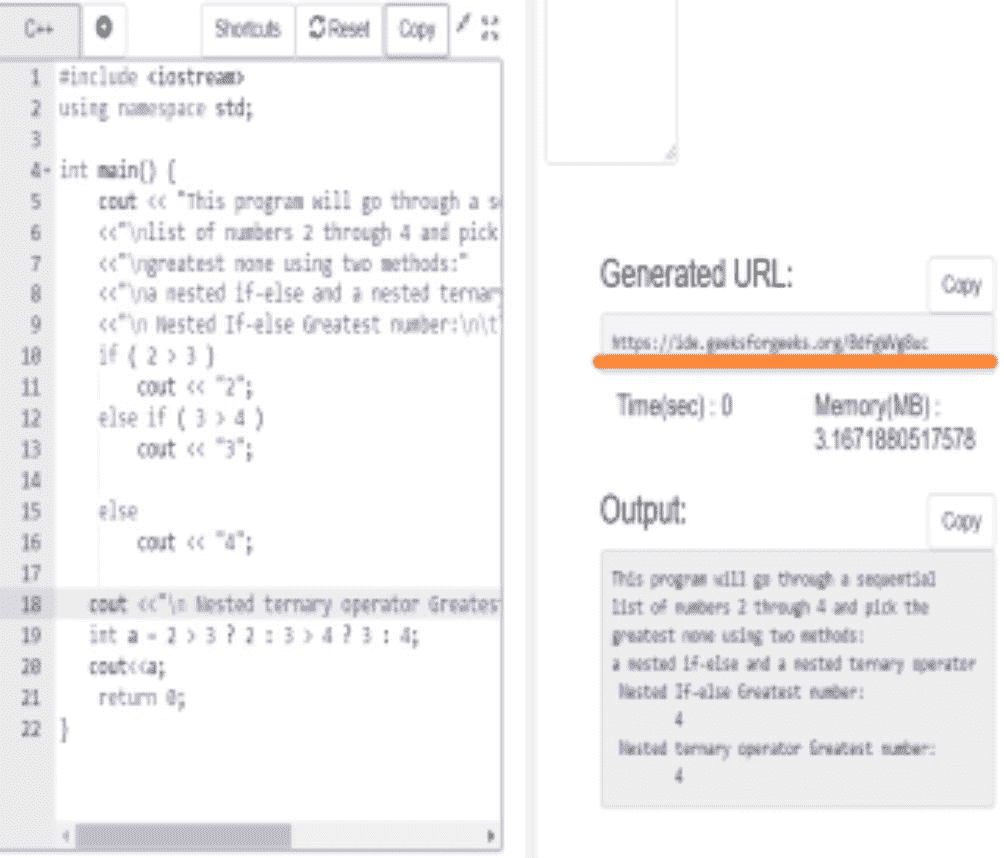 C++
Shortcuts
Reset
Copy
1 #include <iostream>
2 using namespace std;
3
4 int main() {
5 cout << "This program will go through a s
6 <<"\nlist of numbers 2 through 4 and pick
7 <<"\ngreatest none using two methods:"
8 <<"\na nested if-else and a nested ternar
9 <<"\n Nested If-else Greatest number:\n\t
10 if ( 2 > 3 )
11 cout << "2";
12 else if ( 3 > 4 )
13 cout << "3";
14
15 else
16 cout << "4";
17
18 cout <<"\n Nested ternary operator Greates
19 int a = 2 > 3 ? 2 : 3 > 4 ? 3 : 4;
20 cout<<a;
21 return 0;
22 }
Generated URL:
Copy
Time(sec) : 0
Memory(MB) :
3.1671880517578
Output:
Copy
This program will go through a sequential
list of numbers 2 through 4 and pick the
greatest none using two methods:
a nested if-else and a nested ternary operator
Nested If-else Greatest number:
4
Nested ternary operator Greatest number:
4